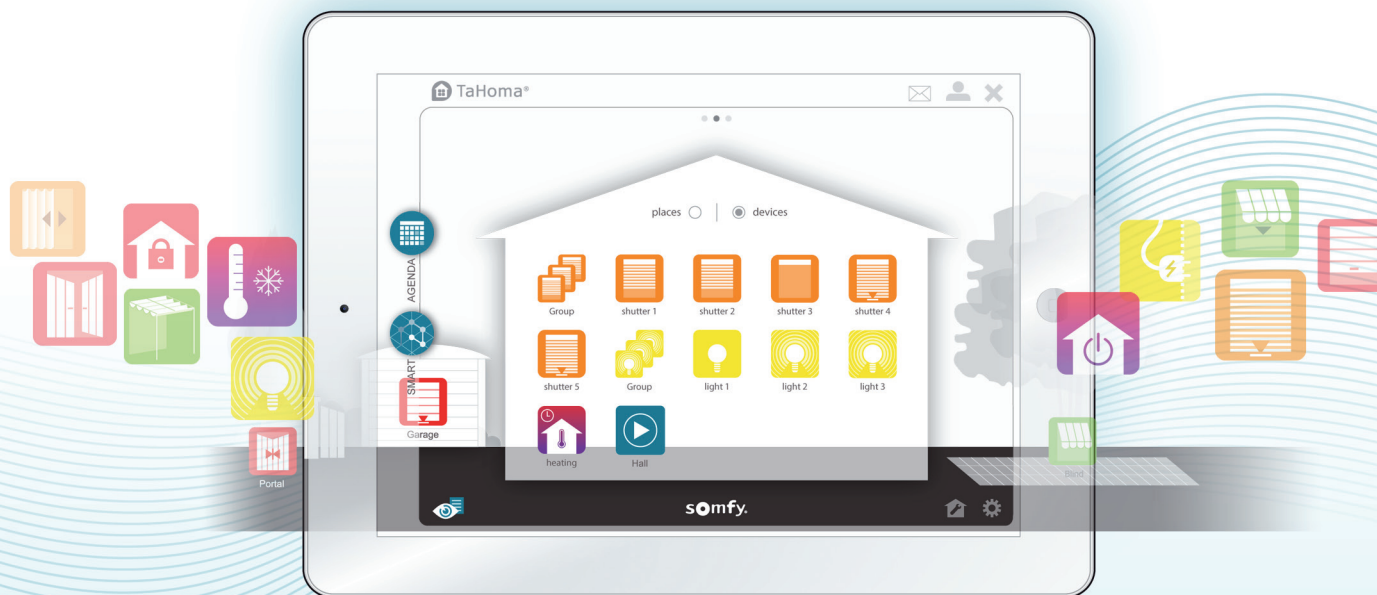 TaHoma®
places
devices
AGENDA
SMART
Group
shutter 1
shutter 2
shutter 3
shutter 4
shutter 5
Group
light 1
light 2
light 3
heating
Hall
Garage
Portal
Blind
somfy.